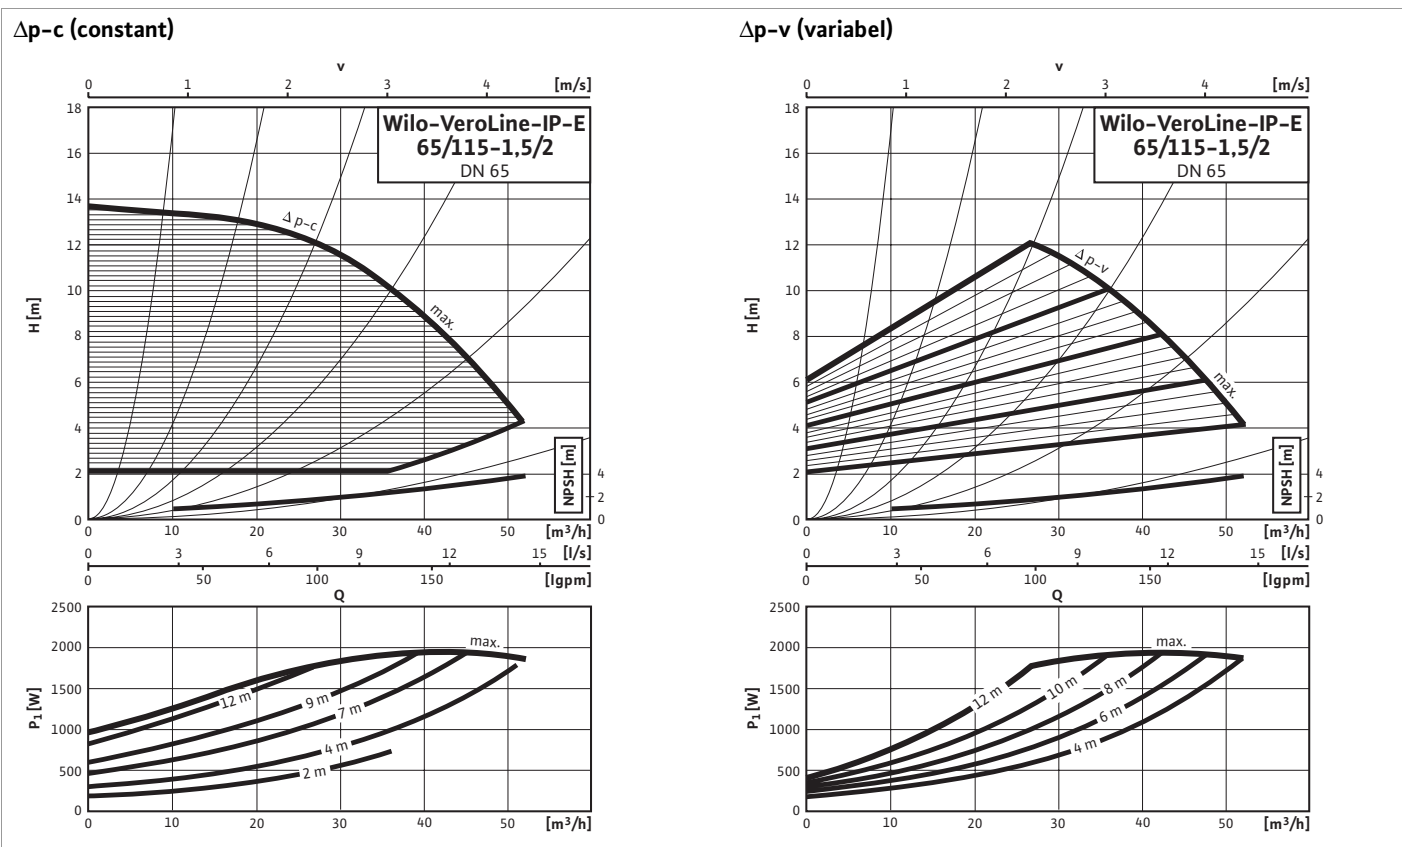 Δp-c (constant)
v
0 1 2 3 4 [m/s]
18
16
14
12
10
8
6
4
2
0
H [m]
Wilo-VeroLine-IP-E
65/115-1,5/2
DN 65
Δ p-c
max.
NPSH [m]
4
2
0
0 10 20 30 40 50 [m³/h]
0 3 6 9 12 15 [l/s]
0 50 100 150 [Igpm]
Q
2500
2000
1500
1000
500
0
P₁ [W]
max.
12 m
9 m
7 m
4 m
2 m
0 10 20 30 40 50 [m³/h]
Δp-v (variabel)
v
0 1 2 3 4 [m/s]
18
16
14
12
10
8
6
4
2
0
H [m]
Wilo-VeroLine-IP-E
65/115-1,5/2
DN 65
Δ p-v
max.
NPSH [m]
4
2
0
0 10 20 30 40 50 [m³/h]
0 3 6 9 12 15 [l/s]
0 50 100 150 [Igpm]
Q
2500
2000
1500
1000
500
0
P₁ [W]
max.
12 m
10 m
8 m
6 m
4 m
0 10 20 30 40 50 [m³/h]